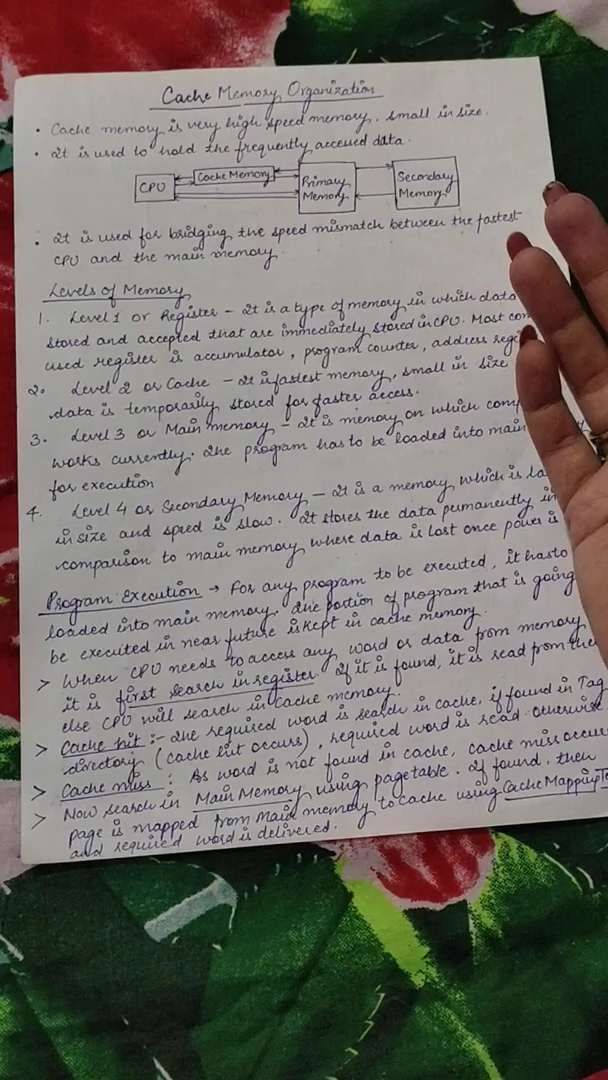 Cache Memory Organization
• Cache memory is very high speed memory. small in size.
• It is used to hold the frequently accessed data.
CPU
Cache Memory
Primary Memory
Secondary Memory
• It is used for bridging the speed mismatch between the fastest
CPU and the main memory.
Levels of Memory
1. Level 1 or Register – It is a type of memory in which data
stored and accepted that are immediately stored in CPU. Most com
used register is accumulator, program counter, address regi
2. Level 2 or Cache – It is fastest memory, small in size
data is temporarily stored for faster access.
3. Level 3 or Main memory – It is memory on which comp
works currently. The program has to be loaded into main
for execution
4. Level 4 or Secondary Memory – It is a memory which is la
in size and speed is slow. It stores the data permanently in
comparison to main memory where data is lost once power is
Program Execution → For any program to be executed, it hasto
loaded into main memory. The portion of program that is going
be executed in near future is kept in cache memory.
> When CPU needs to access any word or data from memory
it is first search in register. If it is found, it is read from the
else CPU will search in cache memory.
> Cache hit :- The required word is search in cache, if found in Tag
directory (cache hit occurs), required word is read otherwise
> Cache miss : As word is not found in cache, cache miss occu
> Now search in Main Memory using page table. If found, then
page is mapped from Main memory to cache using Cache Mapping Te
and required word is delivered.